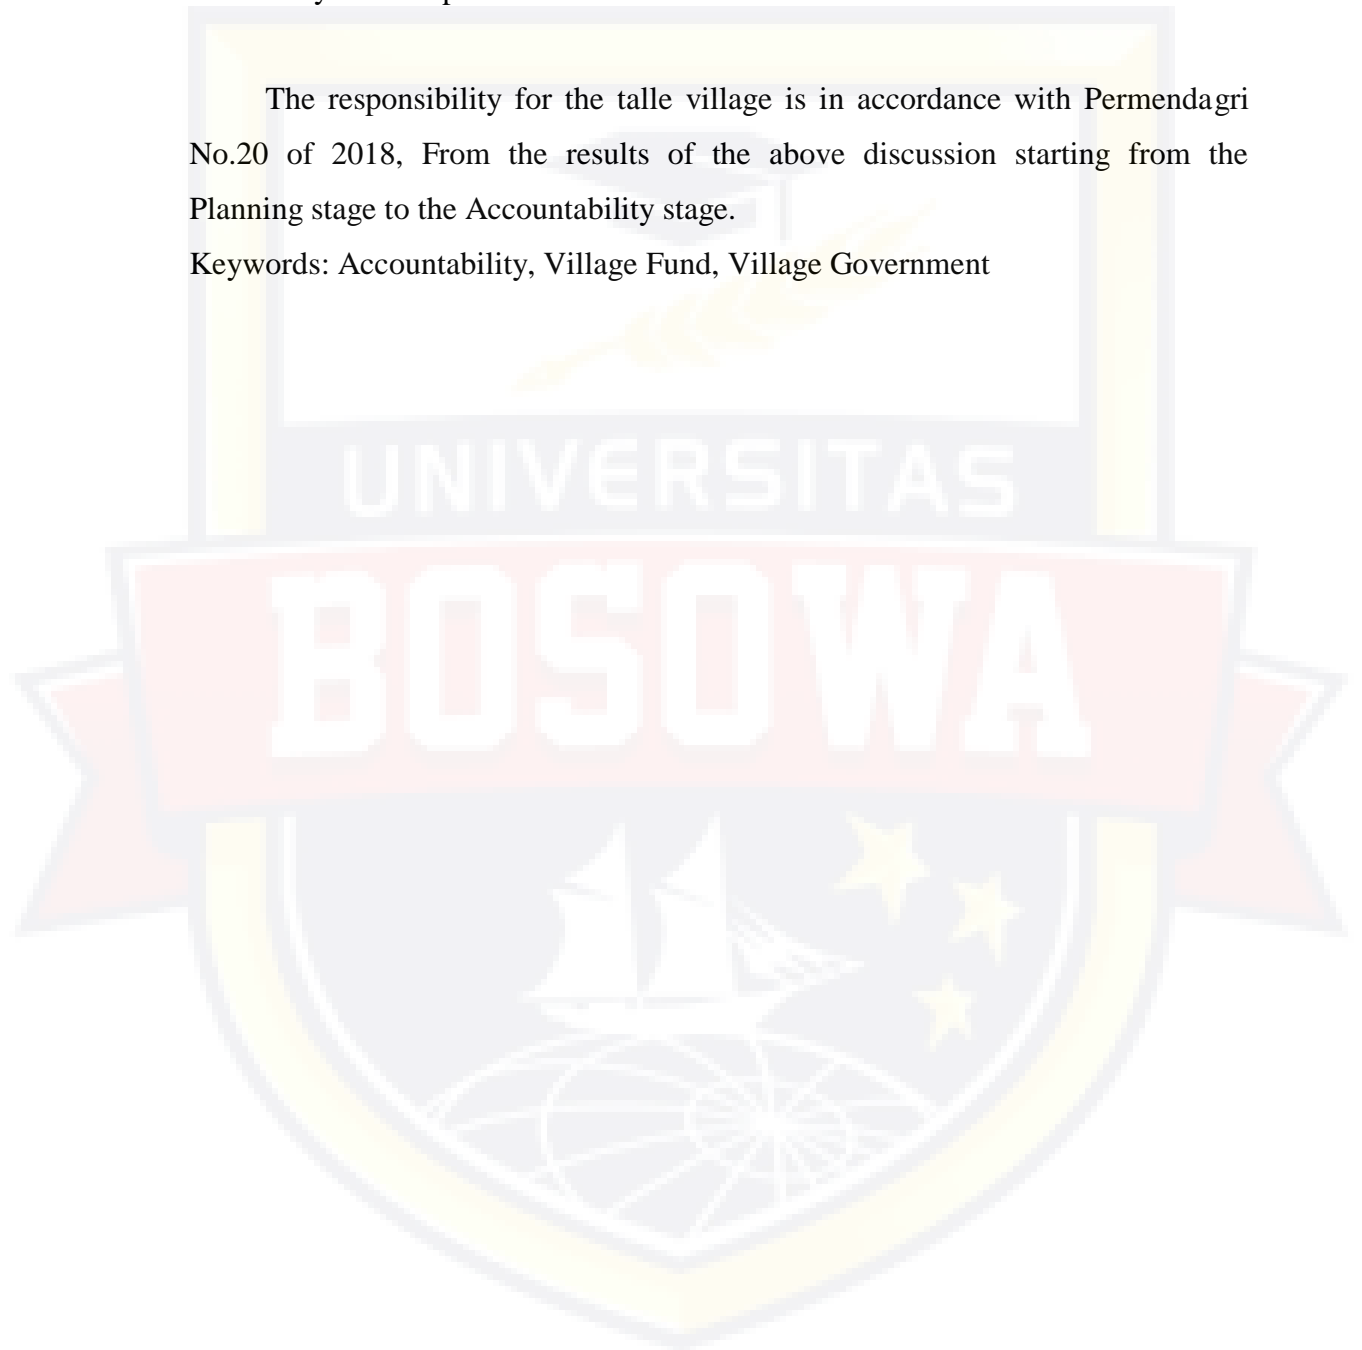 The responsibility for the talle village is in accordance with Permendagri
No.20 of 2018, From the results of the above discussion starting from the
Planning stage to the Accountability stage.
Keywords: Accountability, Village Fund, Village Government
UNIVERSITAS
BOSOWA